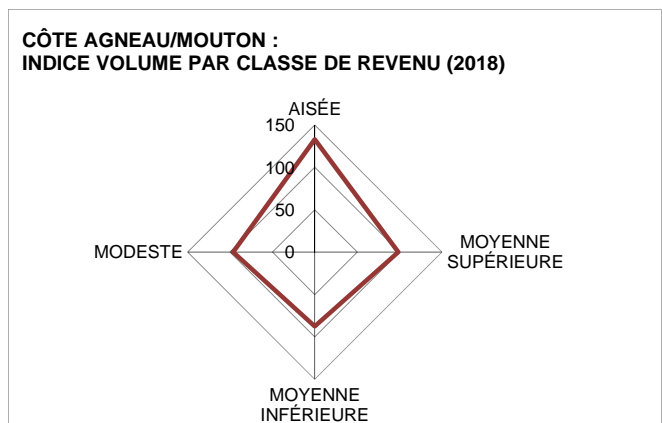 CÔTE AGNEAU/MOUTON :
INDICE VOLUME PAR CLASSE DE REVENU (2018)
AISÉE
150
100
50
0
MODESTE
MOYENNE
SUPÉRIEURE
MOYENNE
INFÉRIEURE